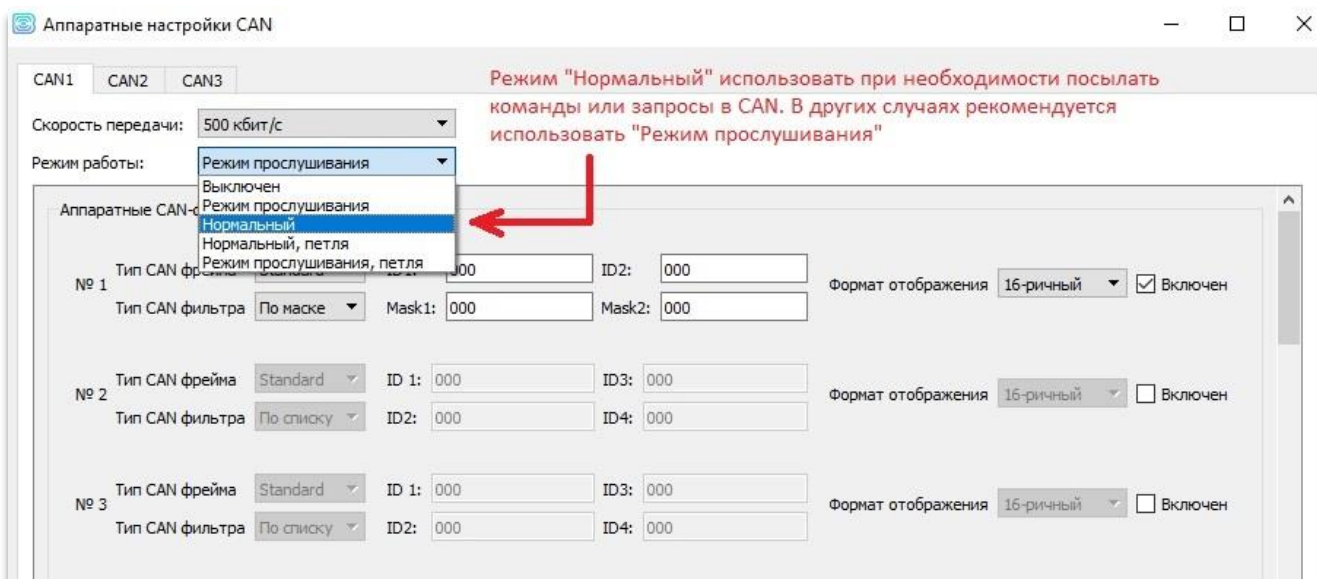 Аппаратные настройки CAN
CAN1 CAN2 CAN3
Режим "Нормальный" использовать при необходимости посылать
команды или запросы в CAN. В других случаях рекомендуется
использовать "Режим прослушивания"
Скорость передачи: 500 кбит/с
Режим работы: Режим прослушивания
Выключен
Режим прослушивания
Нормальный
Нормальный, петля
Режим прослушивания, петля
Аппаратные CAN-
№ 1
Тип CAN 000 ID2: 000
Тип CAN фильтра По маске Mask1: 000 Mask2: 000
Формат отображения 16-ричный Включен
№ 2
Тип CAN фрейма Standard ID 1: 000 ID3: 000
Тип CAN фильтра По списку ID2: 000 ID4: 000
Формат отображения 16-ричный Включен
№ 3
Тип CAN фрейма Standard ID 1: 000 ID3: 000
Тип CAN фильтра По списку ID2: 000 ID4: 000
Формат отображения 16-ричный Включен